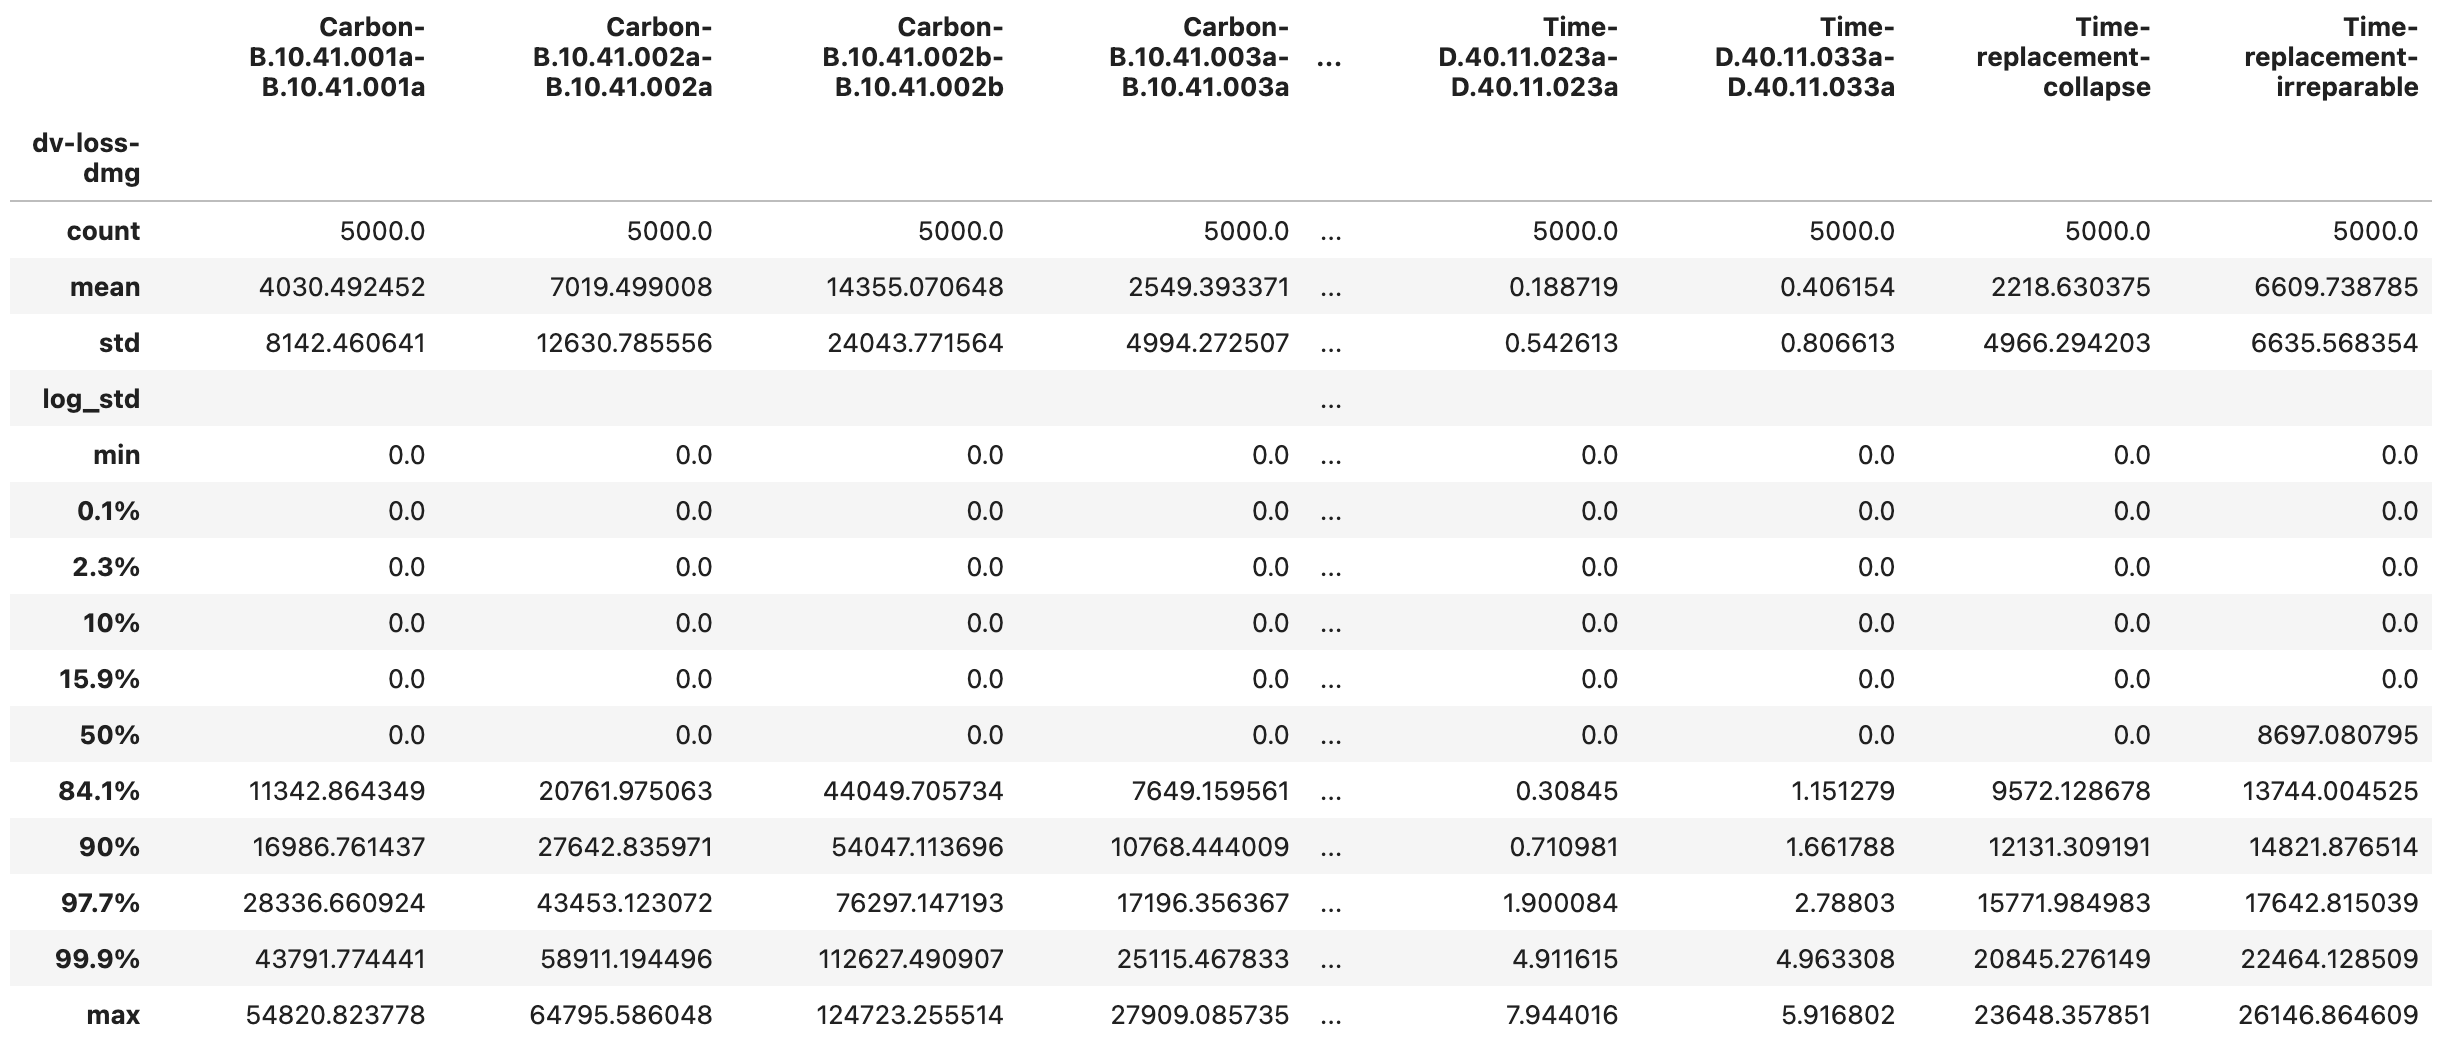 Carbon- Carbon- Carbon- Carbon- Time- Time- Time- Time-
B.10.41.001a- B.10.41.002a- B.10.41.002b- B.10.41.003a- ... D.40.11.023a- D.40.11.033a- replacement- replacement-
B.10.41.001a B.10.41.002a B.10.41.002b B.10.41.003a D.40.11.023a D.40.11.033a collapse irreparable
dv-loss-
dmg
count 5000.0 5000.0 5000.0 5000.0 ... 5000.0 5000.0 5000.0 5000.0
mean 4030.492452 7019.499008 14355.070648 2549.393371 ... 0.188719 0.406154 2218.630375 6609.738785
std 8142.460641 12630.785556 24043.771564 4994.272507 ... 0.542613 0.806613 4966.294203 6635.568354
log_std ...
min 0.0 0.0 0.0 0.0 ... 0.0 0.0 0.0 0.0
0.1% 0.0 0.0 0.0 0.0 ... 0.0 0.0 0.0 0.0
2.3% 0.0 0.0 0.0 0.0 ... 0.0 0.0 0.0 0.0
10% 0.0 0.0 0.0 0.0 ... 0.0 0.0 0.0 0.0
15.9% 0.0 0.0 0.0 0.0 ... 0.0 0.0 0.0 0.0
50% 0.0 0.0 0.0 0.0 ... 0.0 0.0 0.0 8697.080795
84.1% 11342.864349 20761.975063 44049.705734 7649.159561 ... 0.30845 1.151279 9572.128678 13744.004525
90% 16986.761437 27642.835971 54047.113696 10768.444009 ... 0.710981 1.661788 12131.309191 14821.876514
97.7% 28336.660924 43453.123072 76297.147193 17196.356367 ... 1.900084 2.78803 15771.984983 17642.815039
99.9% 43791.774441 58911.194496 112627.490907 25115.467833 ... 4.911615 4.963308 20845.276149 22464.128509
max 54820.823778 64795.586048 124723.255514 27909.085735 ... 7.944016 5.916802 23648.357851 26146.864609